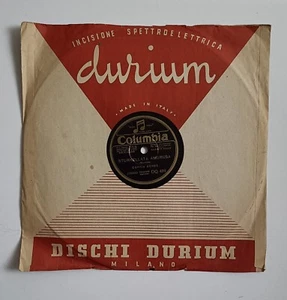 INCISIONE SPETTROELETTRICA
durium
"MADE IN ITALY"
Columbia
DISCHI DURIUM
MILANO